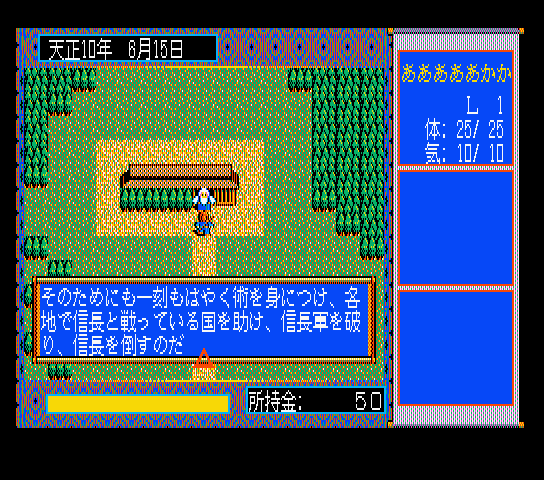 天正10年 6月15日
ああああああかか
L 1
体: 25/ 25
気: 10/ 10
そのためにも一刻もはやく術を身につけ、各
地で信長と戦っている国を助け、信長軍を破
り、信長を倒すのだ
所持金: 50